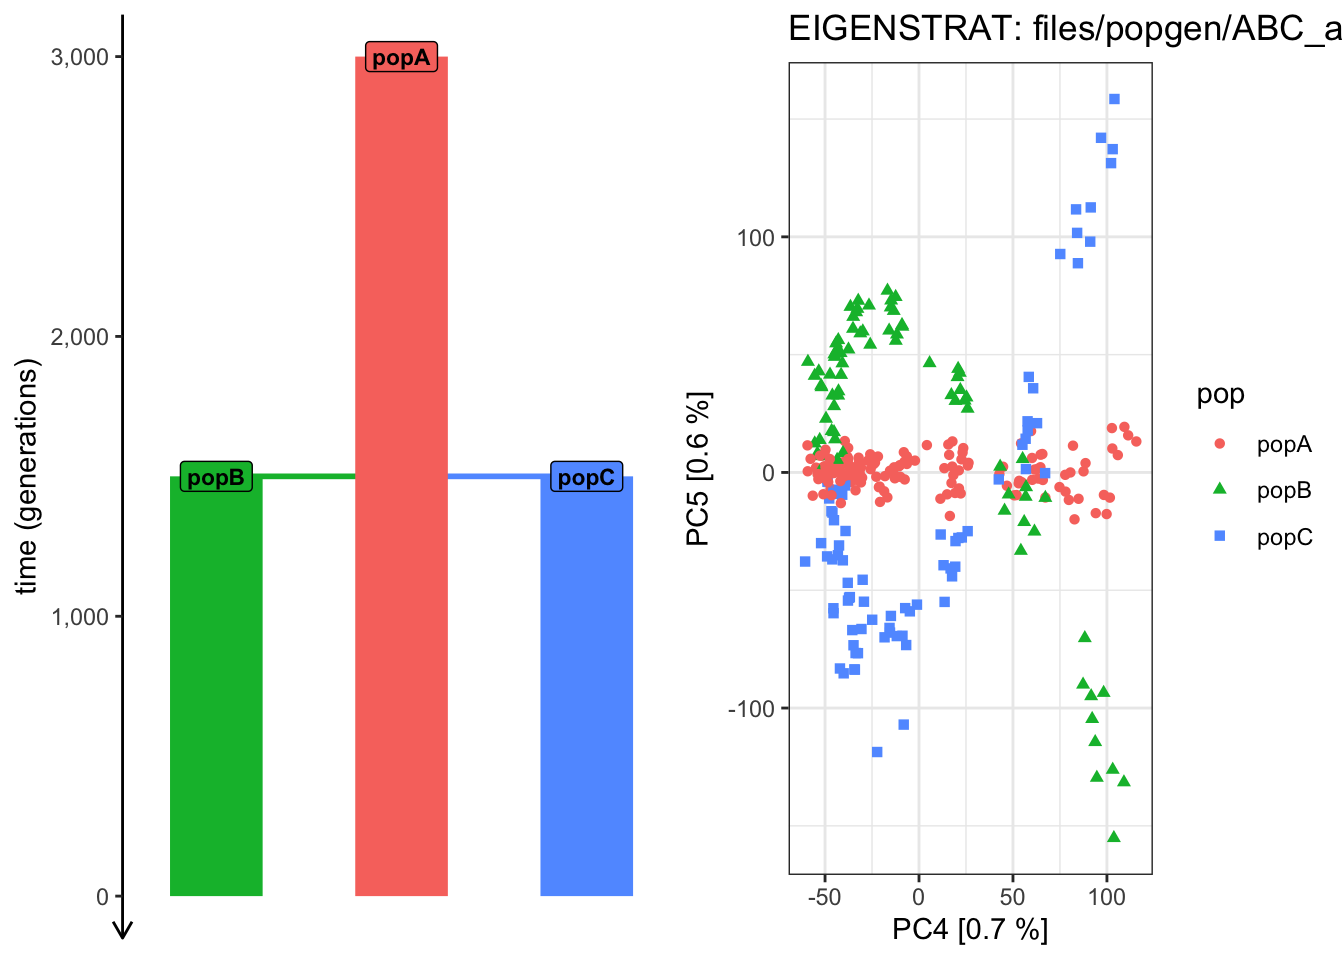 time (generations)
3,000
2,000
1,000
0
popA
popB
popC
EIGENSTRAT: files/popgen/ABC_a
PC5 [0.6 %]
100
0
-100
-50
0
50
100
PC4 [0.7 %]
pop
popA
popB
popC